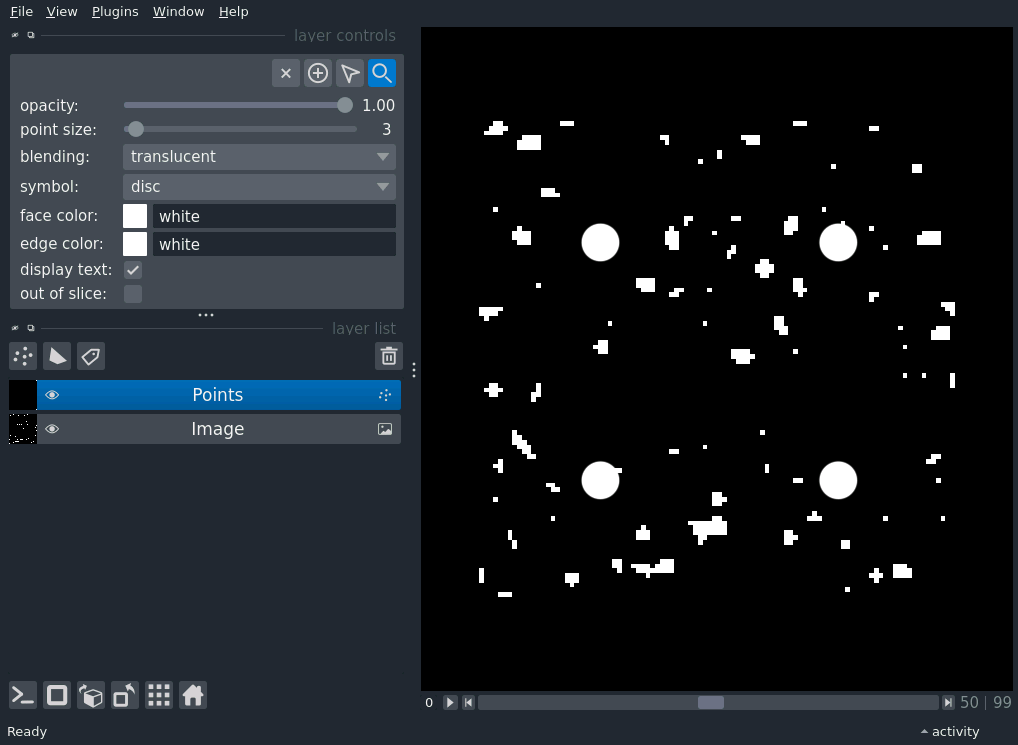 File View Plugins Window Help
layer controls
opacity: 1.00
point size: 3
blending: translucent
symbol: disc
face color: white
edge color: white
display text:
out of slice:
layer list
Points
Image
0 50 | 99
Ready activity